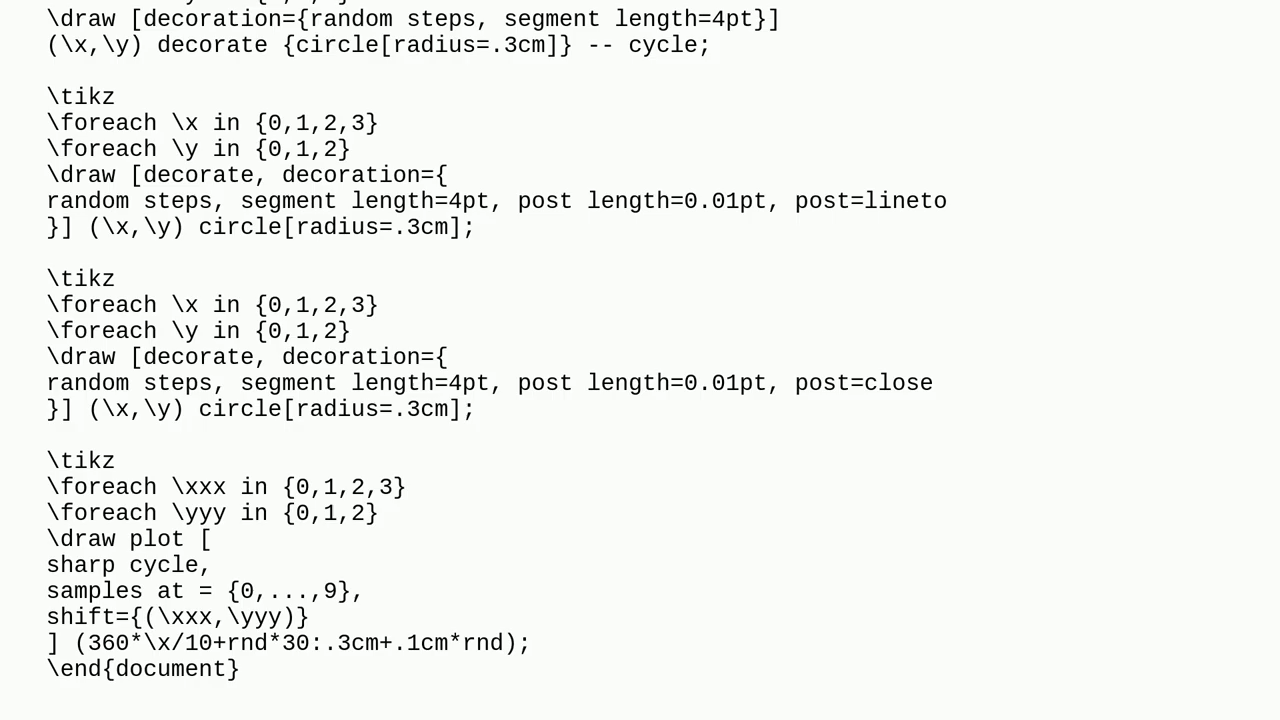 \draw [decoration={random steps, segment length=4pt}]
(\x,\y) decorate {circle[radius=.3cm]} -- cycle;
\tikz
\foreach \x in {0,1,2,3}
\foreach \y in {0,1,2}
\draw [decorate, decoration={
random steps, segment length=4pt, post length=0.01pt, post=lineto
}] (\x,\y) circle[radius=.3cm];
\tikz
\foreach \x in {0,1,2,3}
\foreach \y in {0,1,2}
\draw [decorate, decoration={
random steps, segment length=4pt, post length=0.01pt, post=close
}] (\x,\y) circle[radius=.3cm];
\tikz
\foreach \xxx in {0,1,2,3}
\foreach \yyy in {0,1,2}
\draw plot [
sharp cycle,
samples at = {0,...,9},
shift={(\xxx,\yyy)}
] (360*\x/10+rnd*30:.3cm+.1cm*rnd);
\end{document}